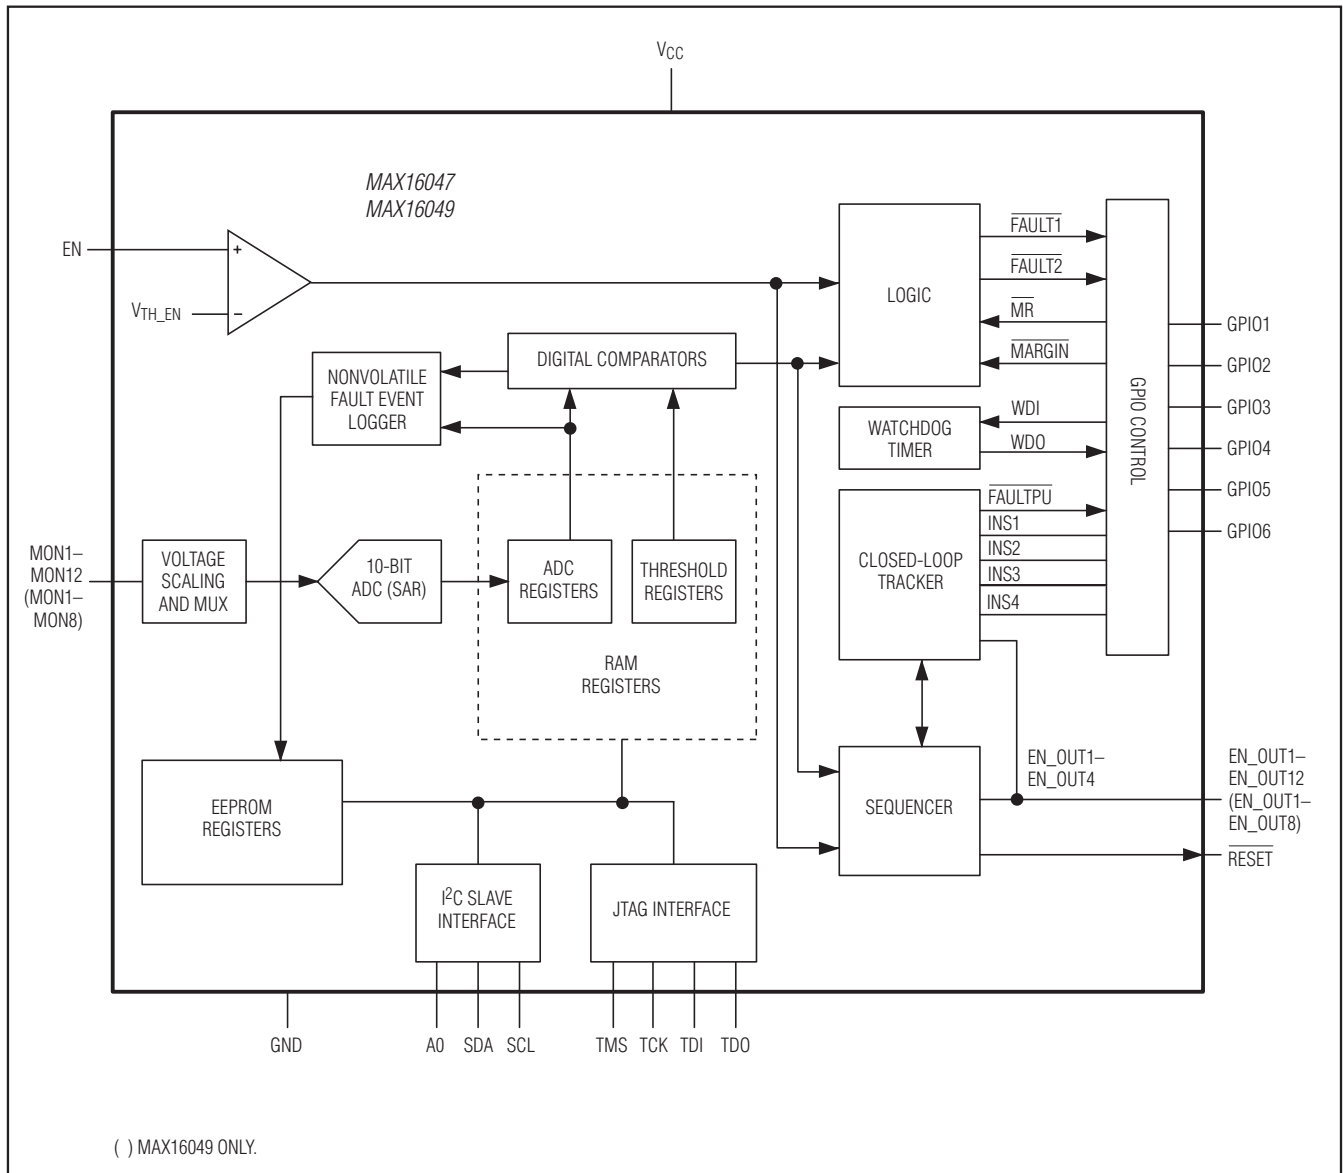 VCC
MAX16047
MAX16049
EN
+
VTH_EN
−
LOGIC
FAULT1
FAULT2
MR
MARGIN
DIGITAL COMPARATORS
NONVOLATILE
FAULT EVENT
LOGGER
WATCHDOG
TIMER
WDI
WDO
GPIO CONTROL
GPIO1
GPIO2
GPIO3
GPIO4
GPIO5
GPIO6
MON1–
MON12
(MON1–
MON8)
VOLTAGE
SCALING
AND MUX
10-BIT
ADC (SAR)
ADC
REGISTERS
THRESHOLD
REGISTERS
RAM
REGISTERS
CLOSED-LOOP
TRACKER
FAULTPU
INS1
INS2
INS3
INS4
EEPROM
REGISTERS
SEQUENCER
EN_OUT1–
EN_OUT4
EN_OUT1–
EN_OUT12
(EN_OUT1–
EN_OUT8)
RESET
I2C SLAVE
INTERFACE
JTAG INTERFACE
GND
A0
SDA
SCL
TMS
TCK
TDI
TDO
( ) MAX16049 ONLY.